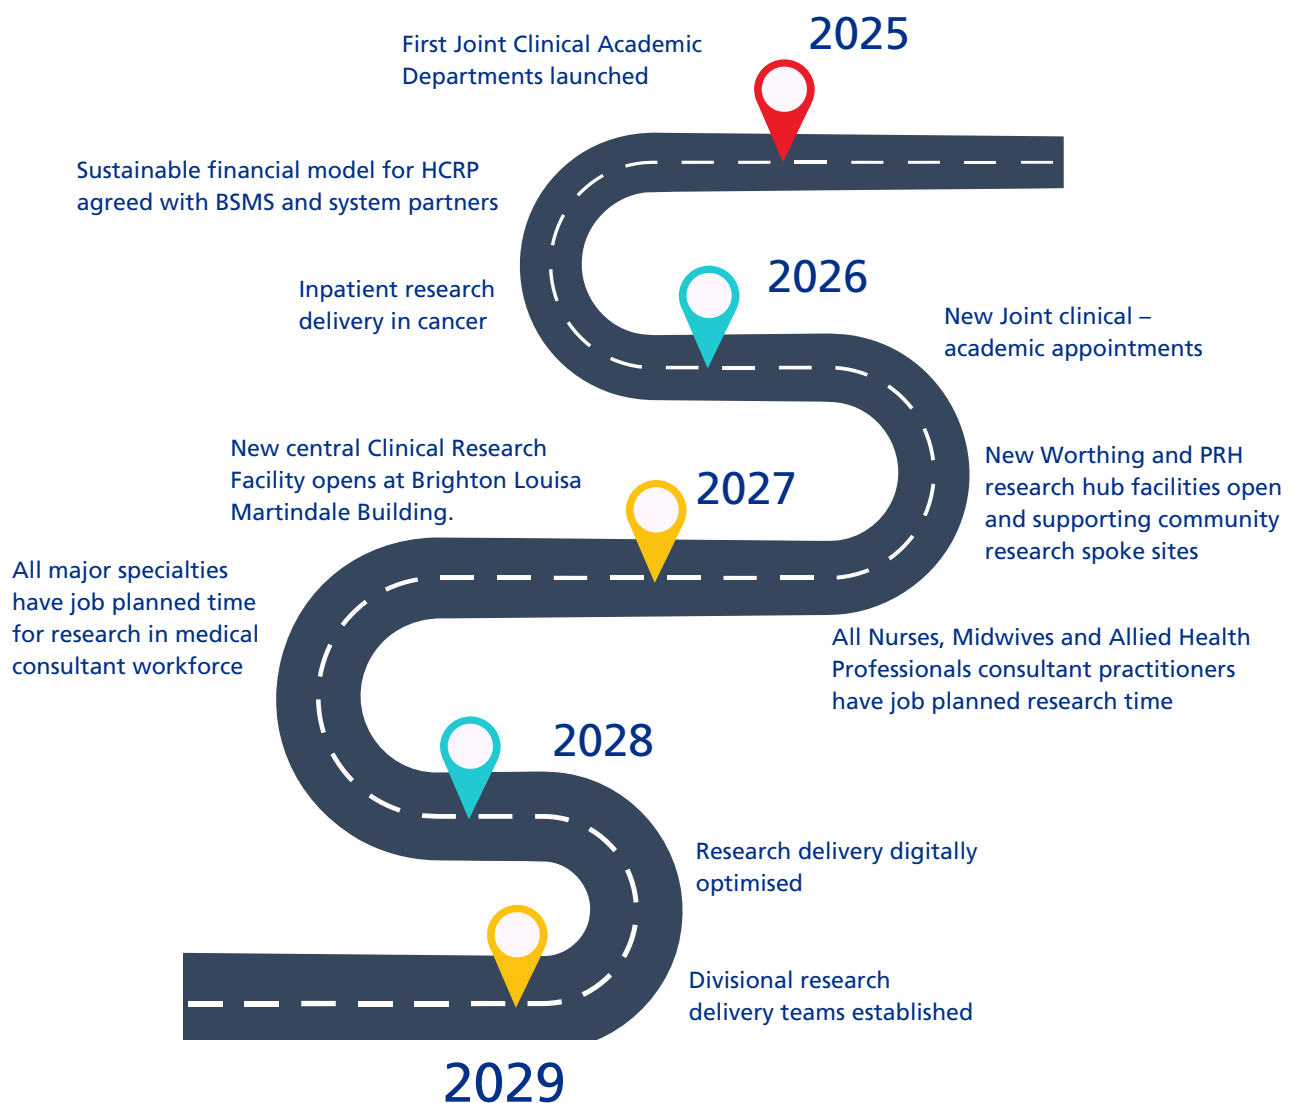 2025
First Joint Clinical Academic
Departments launched
Sustainable financial model for HCRP
agreed with BSMS and system partners
Inpatient research
delivery in cancer
2026
New Joint clinical –
academic appointments
New Worthing and PRH
research hub facilities open
and supporting community
research spoke sites
All Nurses, Midwives and Allied Health
Professionals consultant practitioners
have job planned research time
2027
New central Clinical Research
Facility opens at Brighton Louisa
Martindale Building.
All major specialties
have job planned time
for research in medical
consultant workforce
2028
Research delivery digitally
optimised
Divisional research
delivery teams established
2029